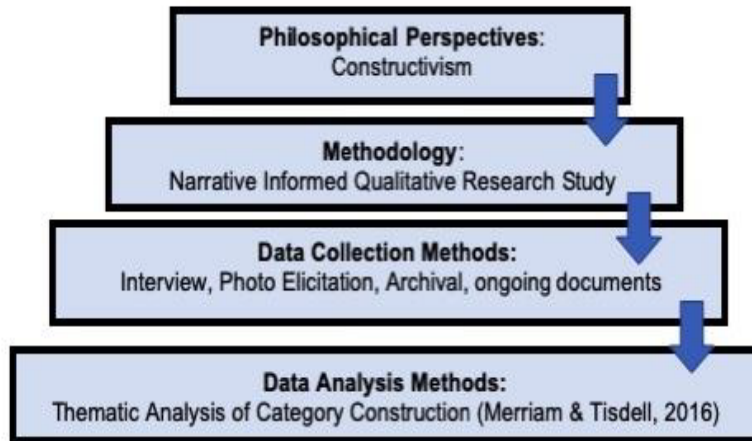 Philosophical Perspectives:
Constructivism
Methodology:
Narrative Informed Qualitative Research Study
Data Collection Methods:
Interview, Photo Elicitation, Archival, ongoing documents
Data Analysis Methods:
Thematic Analysis of Category Construction (Merriam & Tisdell, 2016)